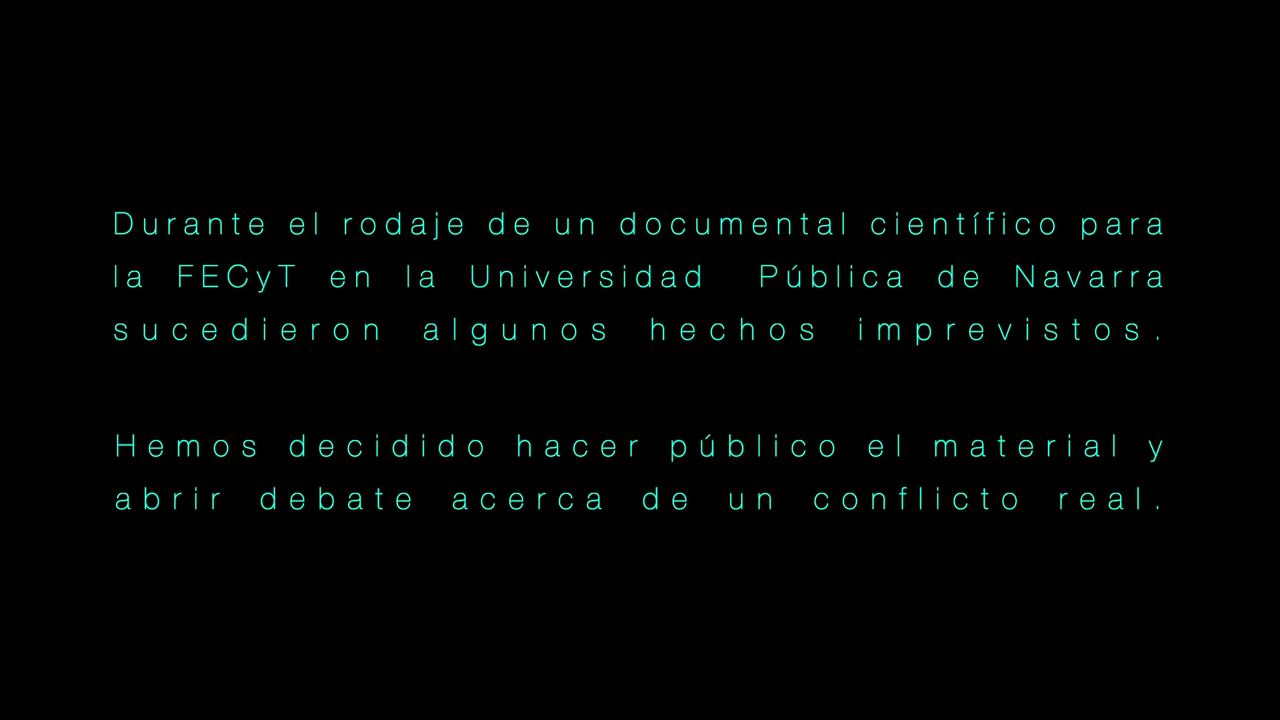 Durante el rodaje de un documental científico para
la FECyT en la Universidad Pública de Navarra
sucedieron algunos hechos imprevistos.
Hemos decidido hacer público el material y
abrir debate acerca de un conflicto real.